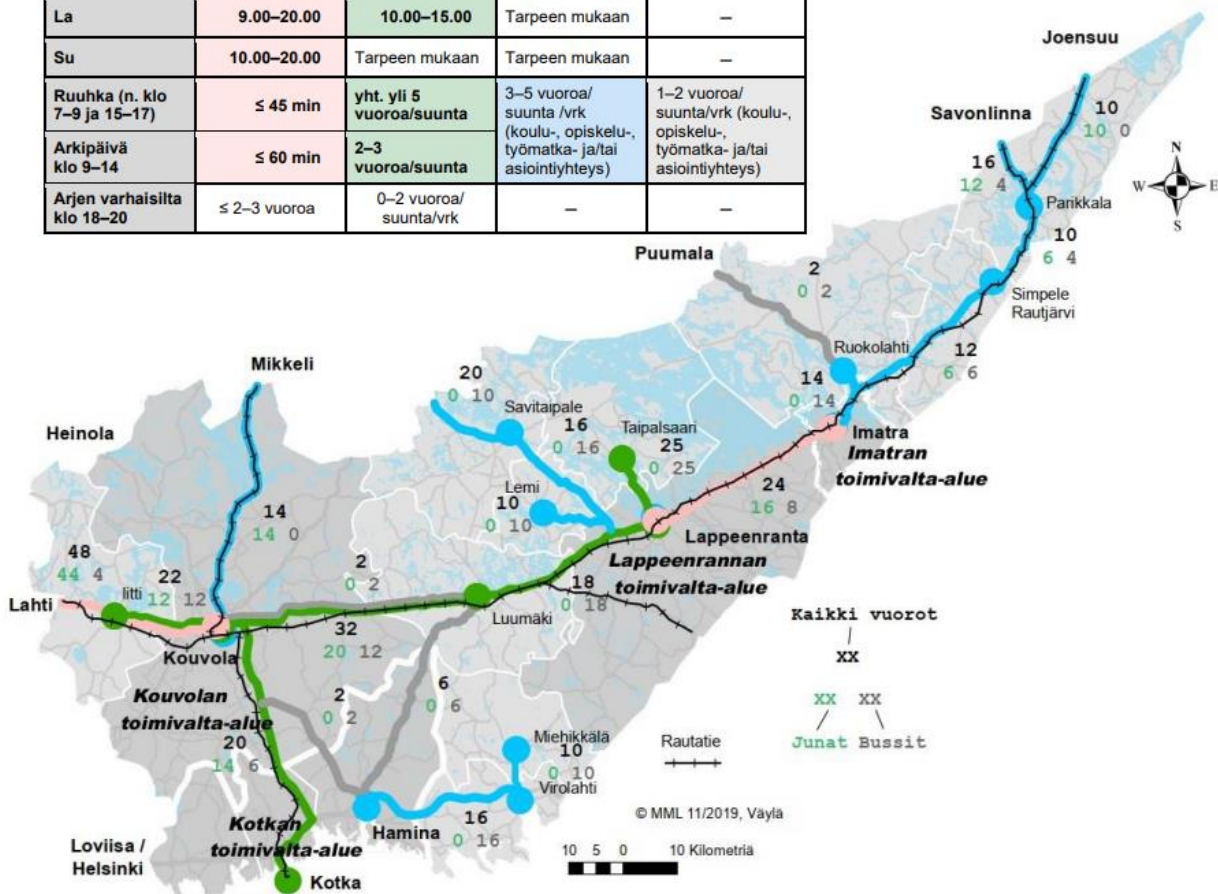 La 9.00–20.00 10.00–15.00 Tarpeen mukaan –
Su 10.00–20.00 Tarpeen mukaan Tarpeen mukaan –
Ruuhka (n. klo
7–9 ja 15–17)
≤ 45 min
yht. yli 5
vuoroa/suunta
3–5 vuoroa/
suunta /vrk
(koulu-, opiskelu-,
työmatka- ja/tai
asiointiyhteys)
1–2 vuoroa/
suunta/vrk (koulu-,
opiskelu-,
työmatka- ja/tai
asiointiyhteys)
Arkipäivä
klo 9–14
≤ 60 min
2–3
vuoroa/suunta
Arjen varhaisilta
klo 18–20
≤ 2–3 vuoroa
0–2 vuoroa/
suunta/vrk
–
–
Joensuu
10
10 0
Savonlinna
16
12 4
N
W E
S
Parikkala
10
6 4
Puumala
2
0 2
Simpele
Rautjärvi
Ruokolahti
12
6 6
Mikkeli
20
0 10
14
0 14
Savitaipale
16
0 16
Taipalsaari
25
0 25
Heinola
Imatra
Imatran
toimivalta-alue
Lemi
10
0 10
24
16 8
14
14 0
Lappeenranta
48
44 4
22
12 12
2
0 2
Lappeenrannan
toimivalta-alue
18
0 18
Iitti
Lahti
Luumäki
Kaikki vuorot
XX
32
20 12
Kouvola
Kouvolan
toimivalta-alue
2
0 2
6
0 6
XX XX
Junat Bussit
20
14 6
Miehikkälä
10
0 10
Rautatie
Virolahti
© MML 11/2019, Väylä
Hamina
16
0 16
Kotkan
toimivalta-alue
Loviisa /
Helsinki
10 5 0 10 Kilometriä
Kotka